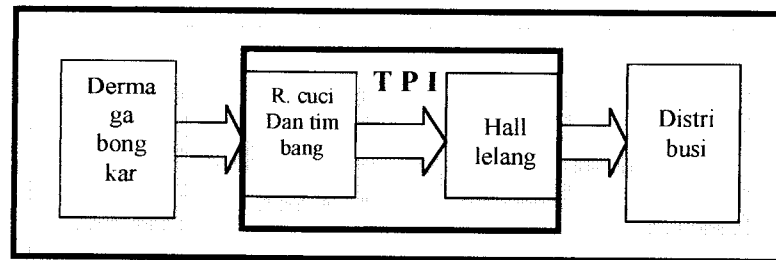 Derma
ga
bong
kar
T P I
R. cuci
Dan tim
bang
Hall
lelang
Distri
busi